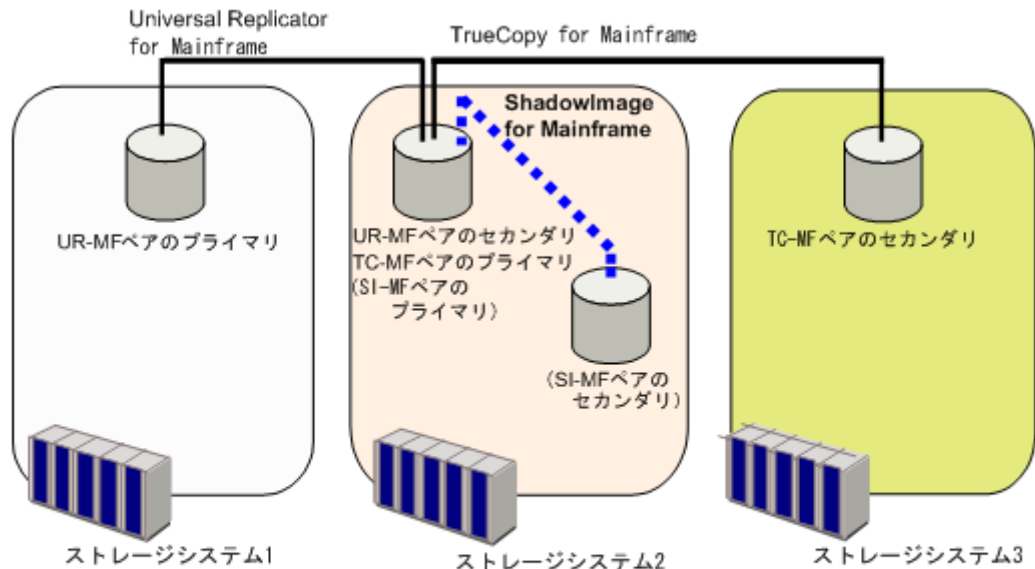 Universal Replicator
for Mainframe
TrueCopy for Mainframe
ShadowImage
for Mainframe
UR-MFペアのプライマリ
UR-MFペアのセカンダリ
TC-MFペアのプライマリ
(SI-MFペアの
プライマリ)
(SI-MFペアの
セカンダリ)
TC-MFペアのセカンダリ
ストレージシステム1
ストレージシステム2
ストレージシステム3